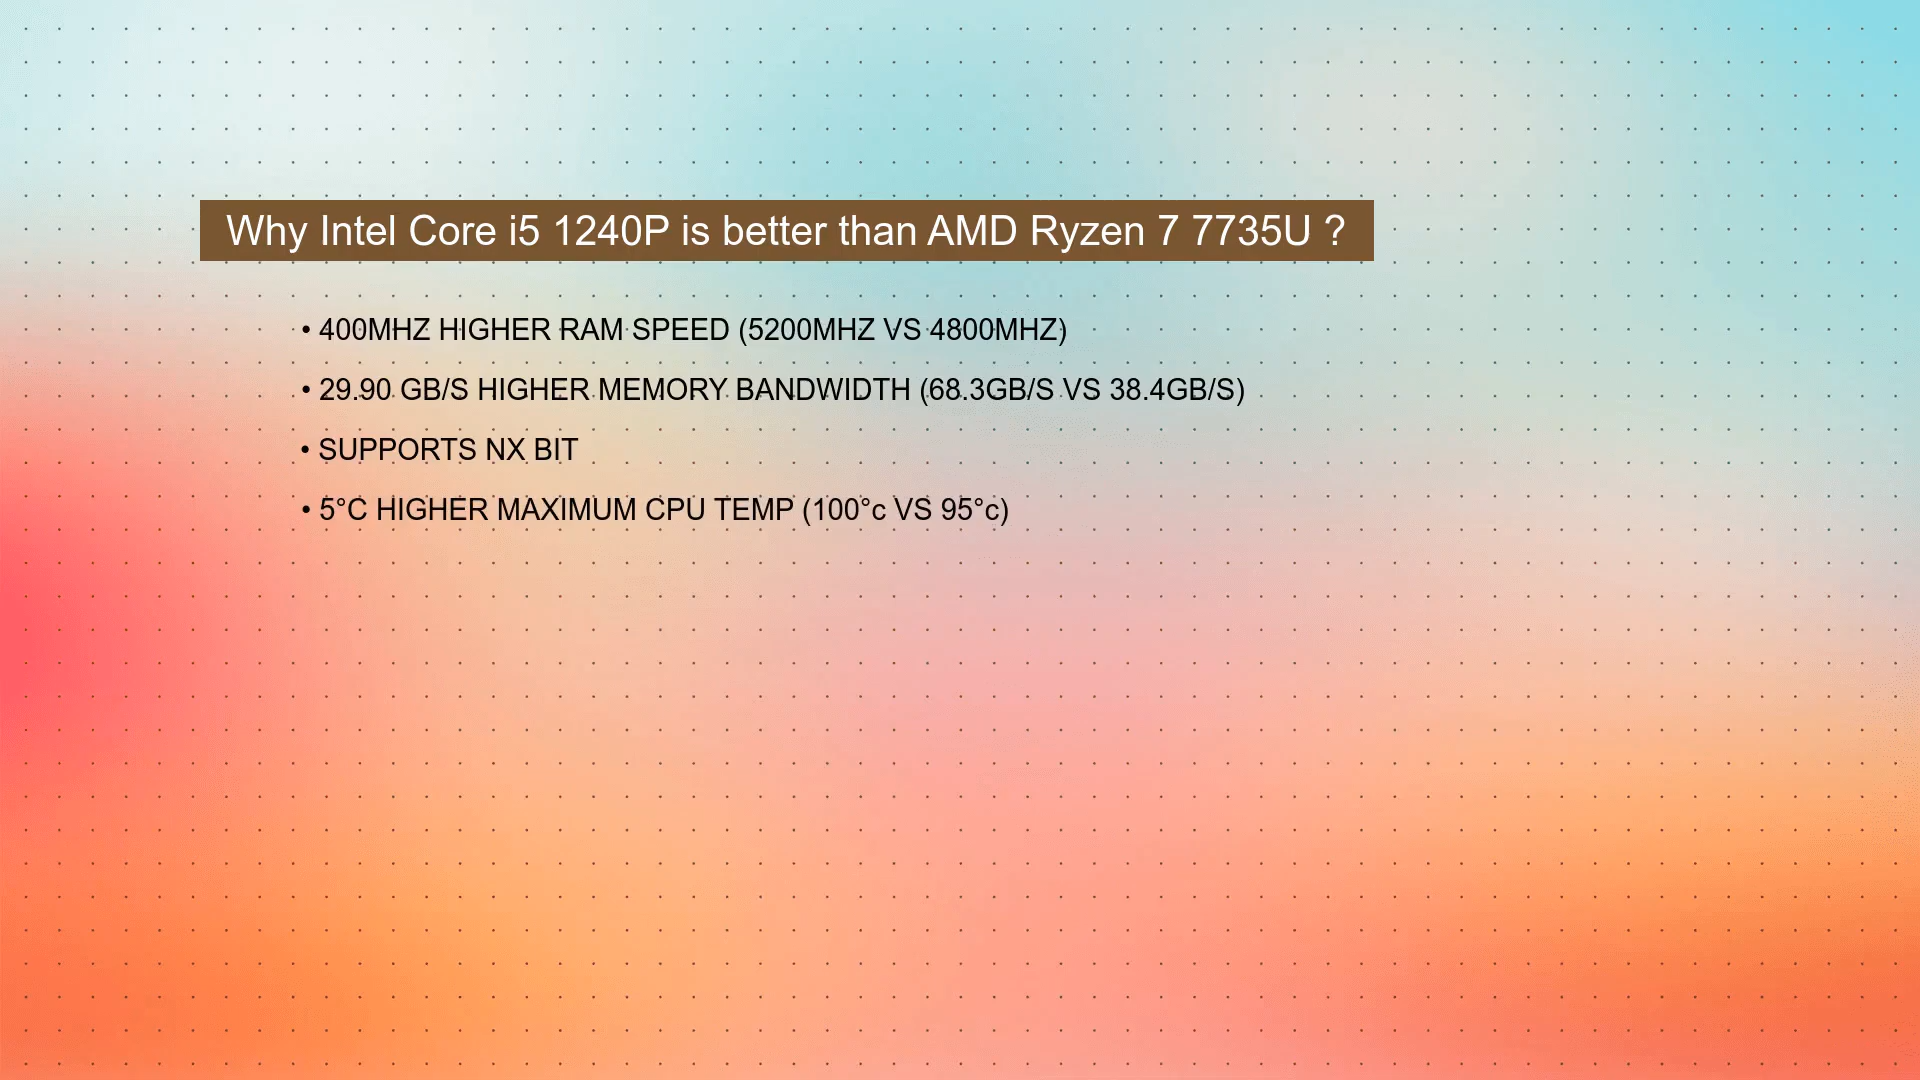 Why Intel Core i5 1240P is better than AMD Ryzen 7 7735U ?
• 400MHZ HIGHER RAM SPEED (5200MHZ VS 4800MHZ)
• 29.90 GB/S HIGHER MEMORY BANDWIDTH (68.3GB/S VS 38.4GB/S)
• SUPPORTS NX BIT
• 5°C HIGHER MAXIMUM CPU TEMP (100°c VS 95°c)